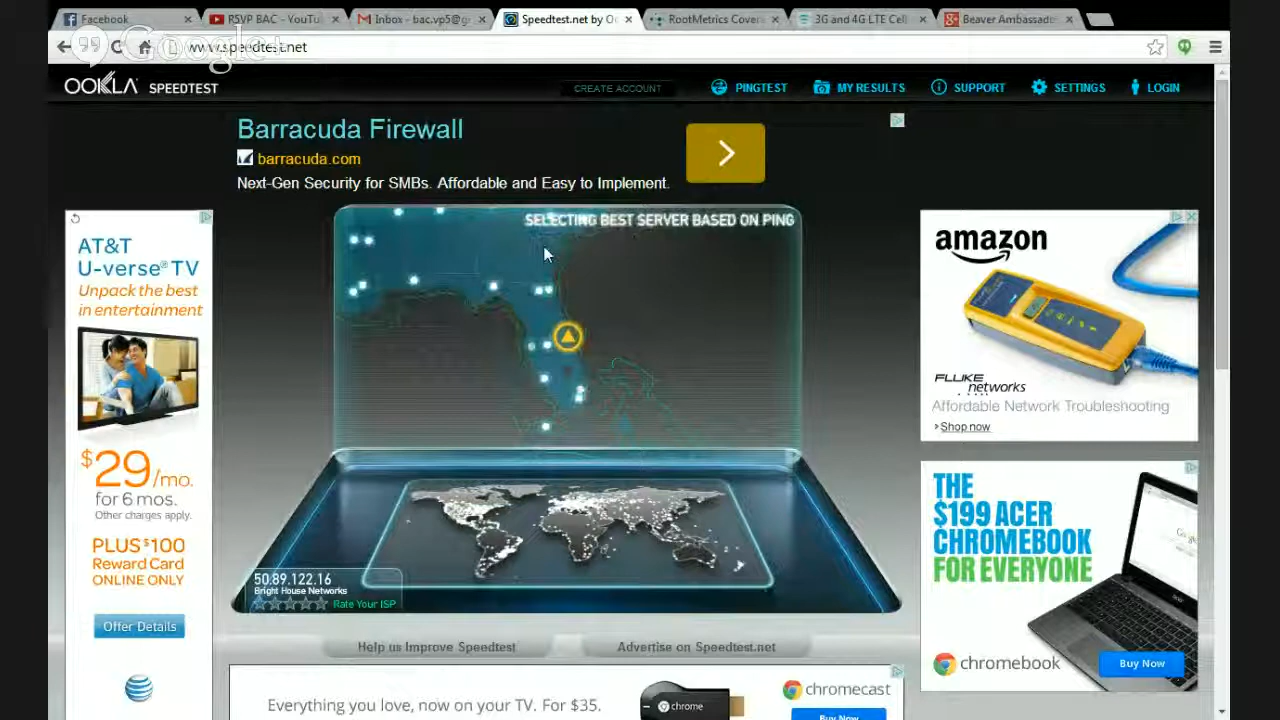 Facebook
RSVP BAC - YouTu
Inbox - bac.vp5@g
Speedtest.net by O
RootMetrics Cover
3G and 4G LTE Cell
Beaver Ambassado
www.speedtest.net
OOKLA SPEEDTEST
CREATE ACCOUNT
PINGTEST
MY RESULTS
SUPPORT
SETTINGS
LOGIN
Barracuda Firewall
barracuda.com
Next-Gen Security for SMBs. Affordable and Easy to Implement.
SELECTING BEST SERVER BASED ON PING
AT&T
U-verse® TV
Unpack the best
in entertainment
$29/mo.
for 6 mos.
Other charges apply.
PLUS $100
Reward Card
ONLINE ONLY
Offer Details
amazon
FLUKE
networks
Affordable Network Troubleshooting
>Shop now
THE
$199 ACER
CHROMEBOOK
FOR EVERYONE
chromebook
Buy Now
50.89.122.16
Bright House Networks
Rate Your ISP
Help us Improve Speedtest
Advertise on Speedtest.net
Everything you love, now on your TV. For $35.
chrome
chromecast
Buy Now